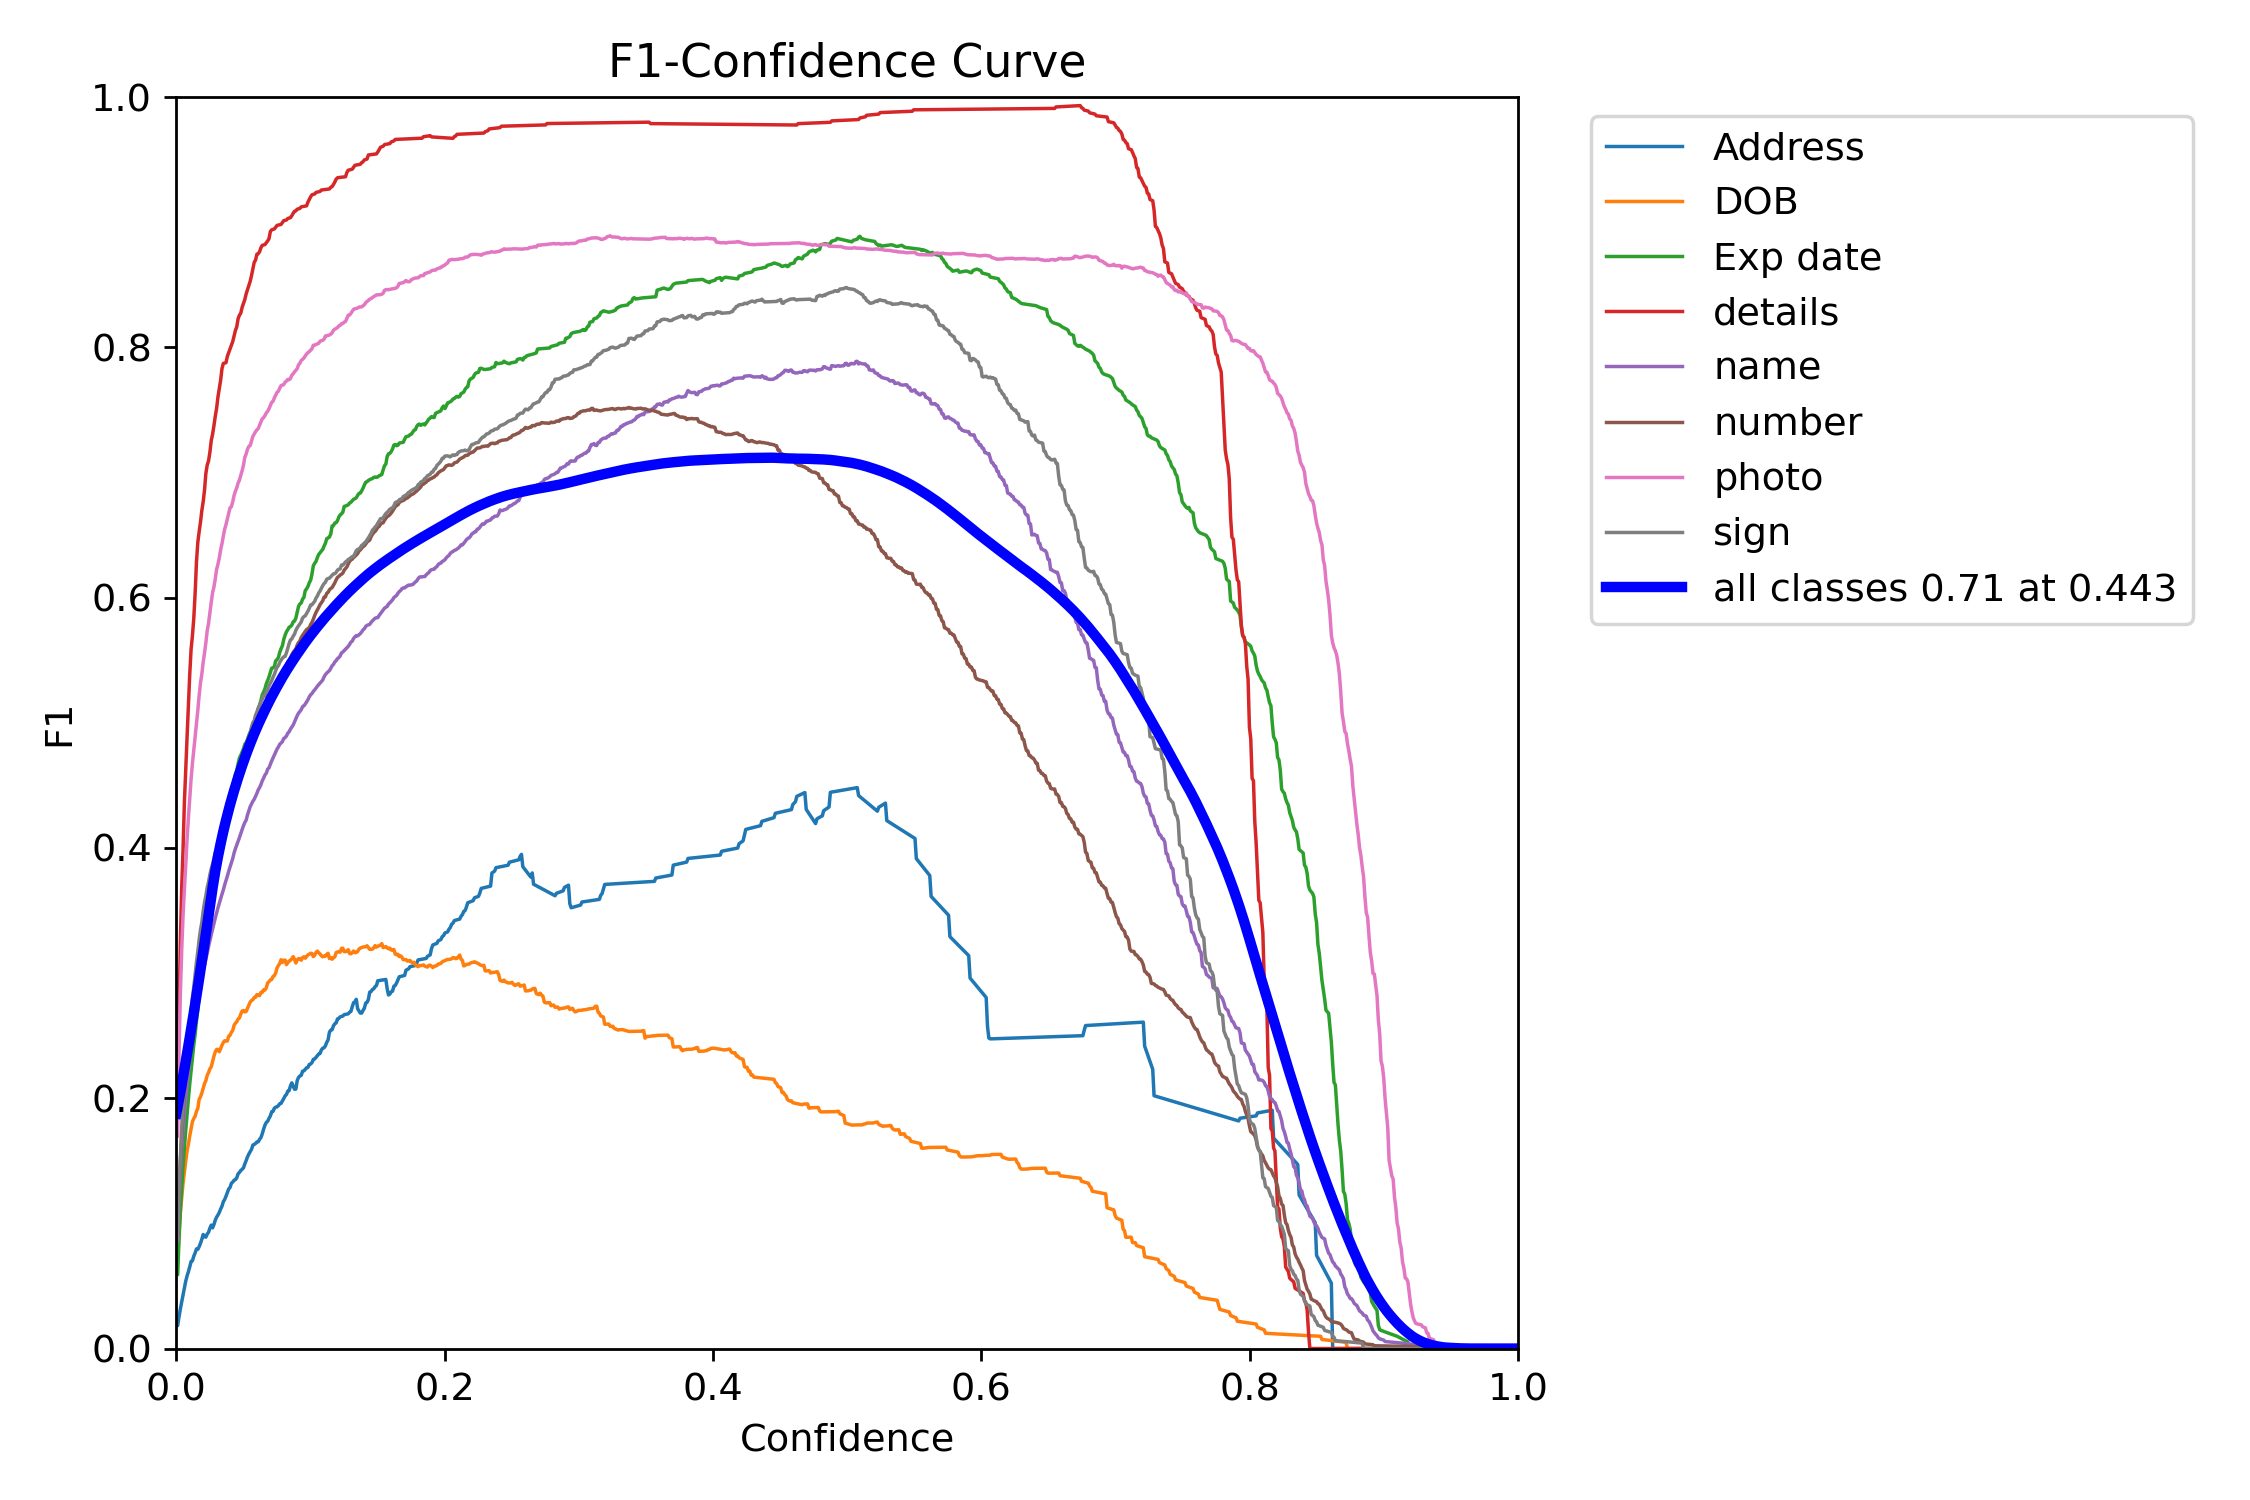 F1-Confidence Curve
1.0
0.8
0.6
0.4
0.2
0.0
F1
0.0 0.2 0.4 0.6 0.8 1.0
Confidence
Address
DOB
Exp date
details
name
number
photo
sign
all classes 0.71 at 0.443